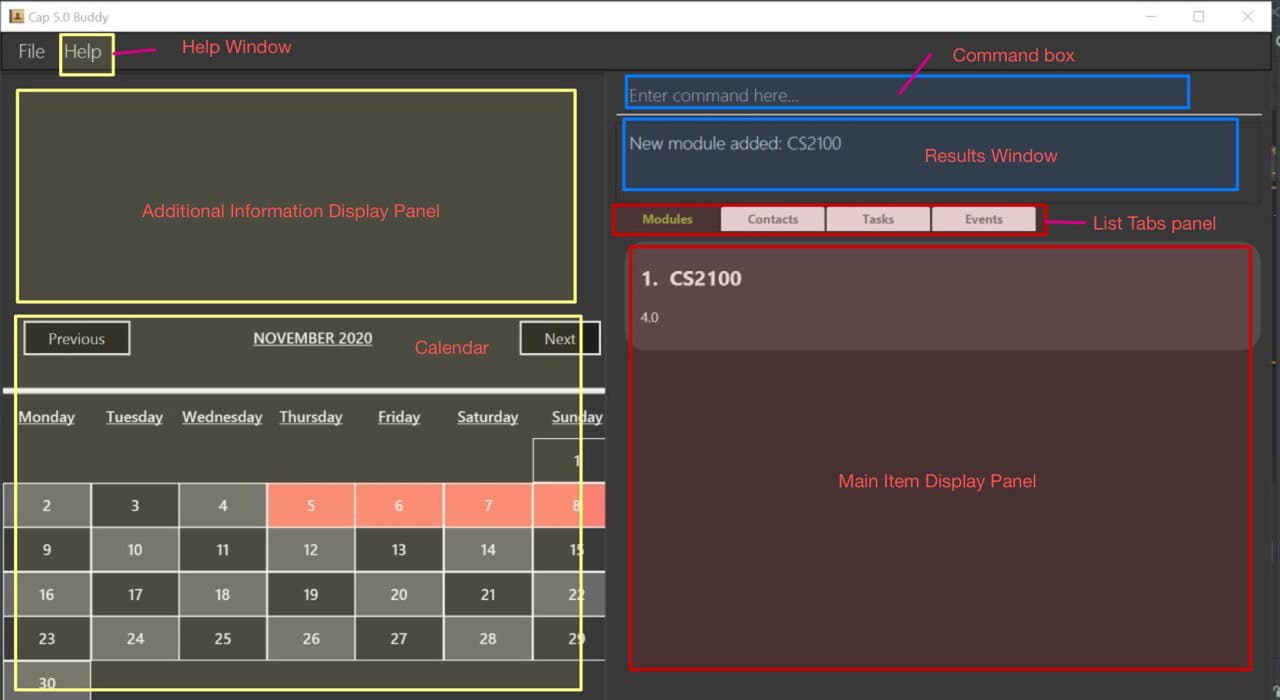 Cap 5.0 Buddy
File Help Help Window
Command box
Enter command here...
New module added: CS2100
Results Window
Additional Information Display Panel
Modules Contacts Tasks Events
List Tabs panel
1. CS2100
4.0
Main Item Display Panel
Previous NOVEMBER 2020 Next
Calendar
Monday Tuesday Wednesday Thursday Friday Saturday Sunday
1
2 3 4 5 6 7 8
9 10 11 12 13 14 15
16 17 18 19 20 21 22
23 24 25 26 27 28 29
30